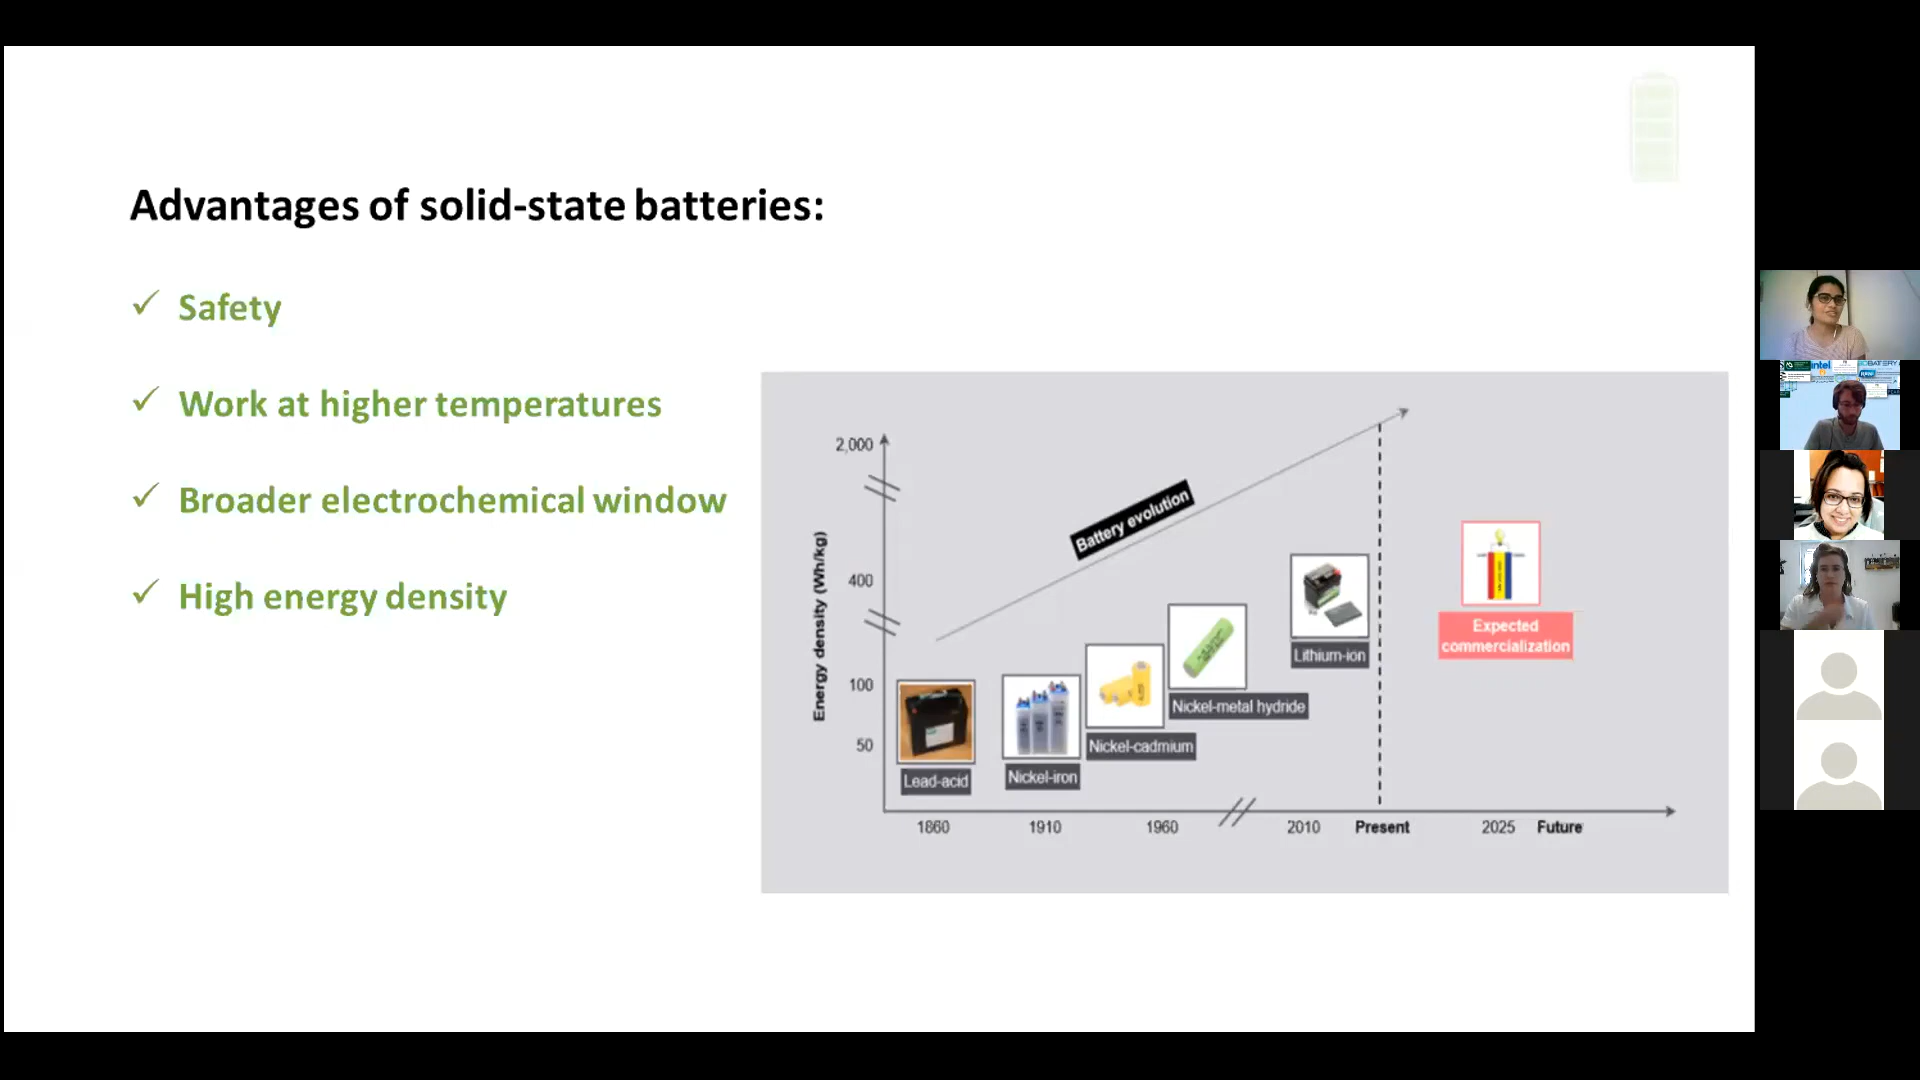 Advantages of solid-state batteries:
✓ Safety
✓ Work at higher temperatures
✓ Broader electrochemical window
✓ High energy density
Energy density (Wh/kg)
2,000
400
100
50
Battery evolution
Lead-acid
Nickel-iron
Nickel-cadmium
Nickel-metal hydride
Lithium-ion
Expected
commercialization
1860
1910
1960
2010
Present
2025
Future
intel